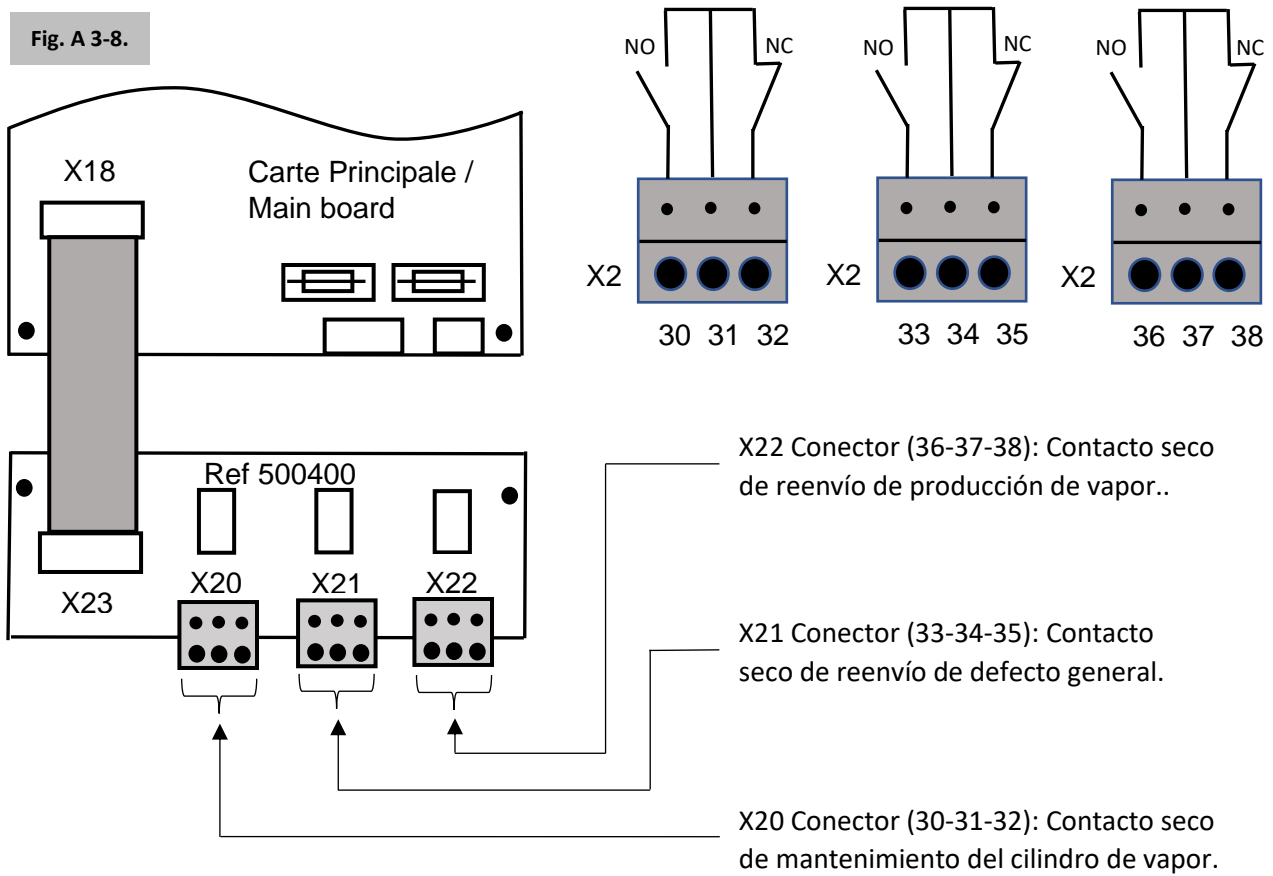 Fig. A 3-8.
NO NC NO NC NO NC
X18
Carte Principale /
Main board
X2 X2 X2
30 31 32 33 34 35 36 37 38
Ref 500400
X20 X21 X22
X23
X22 Conector (36-37-38): Contacto seco
de reenvío de producción de vapor..
X21 Conector (33-34-35): Contacto
seco de reenvío de defecto general.
X20 Conector (30-31-32): Contacto seco
de mantenimiento del cilindro de vapor.